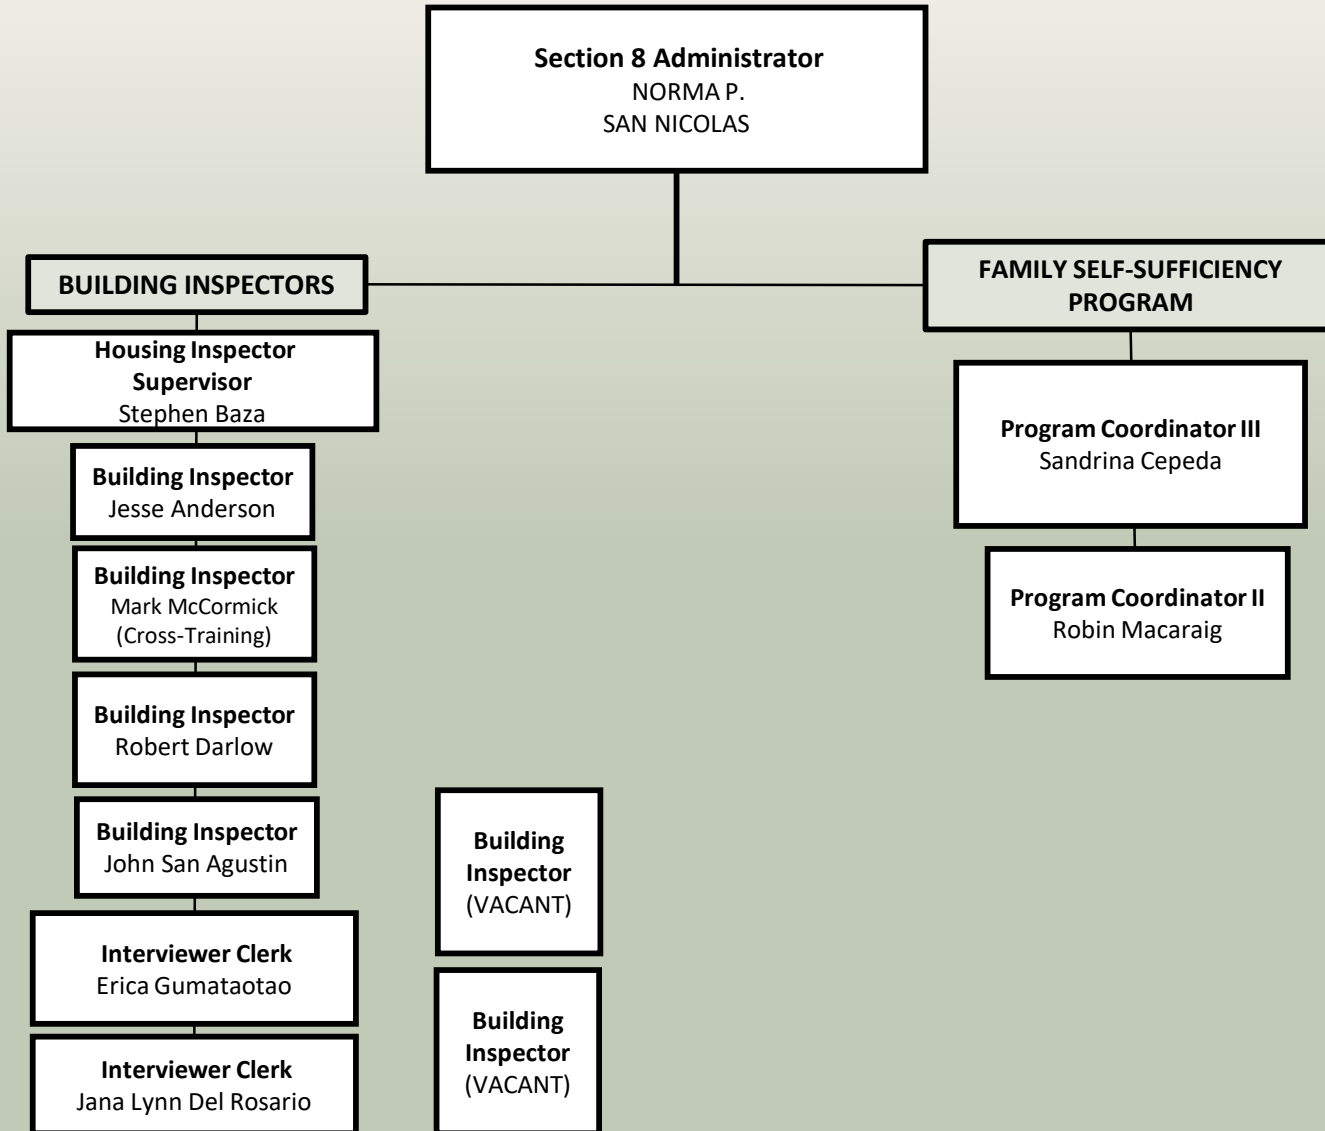 Section 8 Administrator
NORMA P.
SAN NICOLAS
BUILDING INSPECTORS
Housing Inspector
Supervisor
Stephen Baza
Building Inspector
Jesse Anderson
Building Inspector
Mark McCormick
(Cross-Training)
Building Inspector
Robert Darlow
Building Inspector
John San Agustin
Interviewer Clerk
Erica Gumataotao
Interviewer Clerk
Jana Lynn Del Rosario
Building
Inspector
(VACANT)
Building
Inspector
(VACANT)
FAMILY SELF-SUFFICIENCY
PROGRAM
Program Coordinator III
Sandrina Cepeda
Program Coordinator II
Robin Macaraig